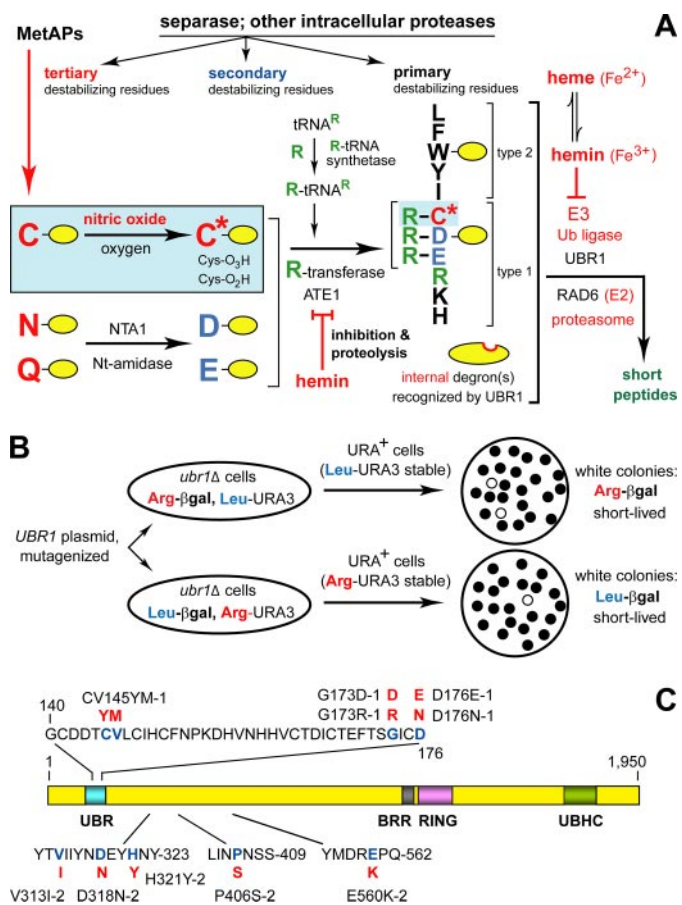 separase; other intracellular proteases
MetAPs
A
tertiary
destabilizing residues
secondary
destabilizing residues
primary
destabilizing residues
heme (Fe2+)
hemin (Fe3+)
E3
Ub ligase
UBR1
RAD6 (E2)
proteasome
short
peptides
tRNAR
R
R-tRNA
synthetase
R-tRNAR
L
F
W
Y
I
type 2
C
nitric oxide
oxygen
C*
Cys-O3H
Cys-O2H
R-transferase
ATE1
R-C*
R-D
R-E
R
K
H
type 1
N
Q
NTA1
Nt-amidase
D
E
inhibition &
proteolysis
hemin
internal degron(s)
recognized by UBR1
B
ubr1Δ cells
Arg-βgal, Leu-URA3
URA+ cells
(Leu-URA3 stable)
white colonies:
Arg-βgal
short-lived
UBR1 plasmid,
mutagenized
ubr1Δ cells
Leu-βgal, Arg-URA3
URA+ cells
(Arg-URA3 stable)
white colonies:
Leu-βgal
short-lived
C
CV145YM-1
G173D-1 D E D176E-1
140 YM G173R-1 R N D176N-1
GCDDTCVLCIHCFNPKDHVNHHVCTDICTEFTSGICD
176
1
1,950
UBR
BRR
RING
UBHC
YTVIIYNDEYHNY-323
LINPNSS-409
YMDREPQ-562
I N Y
S
K
V313I-2
D318N-2
H321Y-2
P406S-2
E560K-2